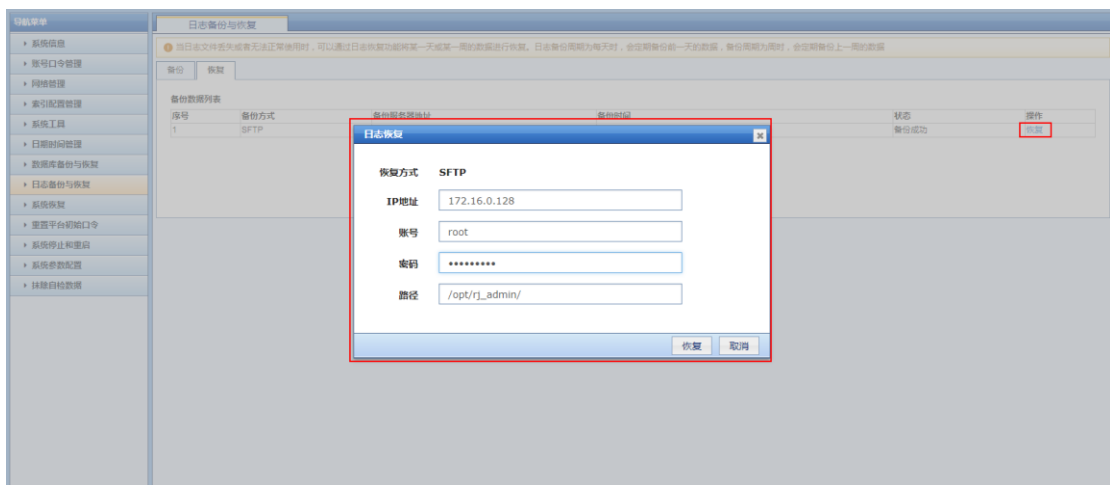 导航菜单
日志备份与恢复
系统信息
账号口令管理
网络管理
索引配置管理
系统工具
日期时间管理
数据库备份与恢复
日志备份与恢复
系统恢复
重置平台初始口令
系统停止和重启
系统参数配置
抹除自检数据
当日志文件丢失或者无法正常使用时，可以通过日志恢复功能将某一天或某一周的数据进行恢复。日志备份周期为每天时，会定期备份前一天的数据，备份周期为周时，会定期备份上一周的数据
备份 恢复
备份数据列表
序号 备份方式 备份服务器地址 备份时间 状态 操作
1 SFTP 备份成功 恢复
日志恢复
恢复方式 SFTP
IP地址 172.16.0.128
账号 root
密码 •••••••••
路径 /opt/rj_admin/
恢复 取消